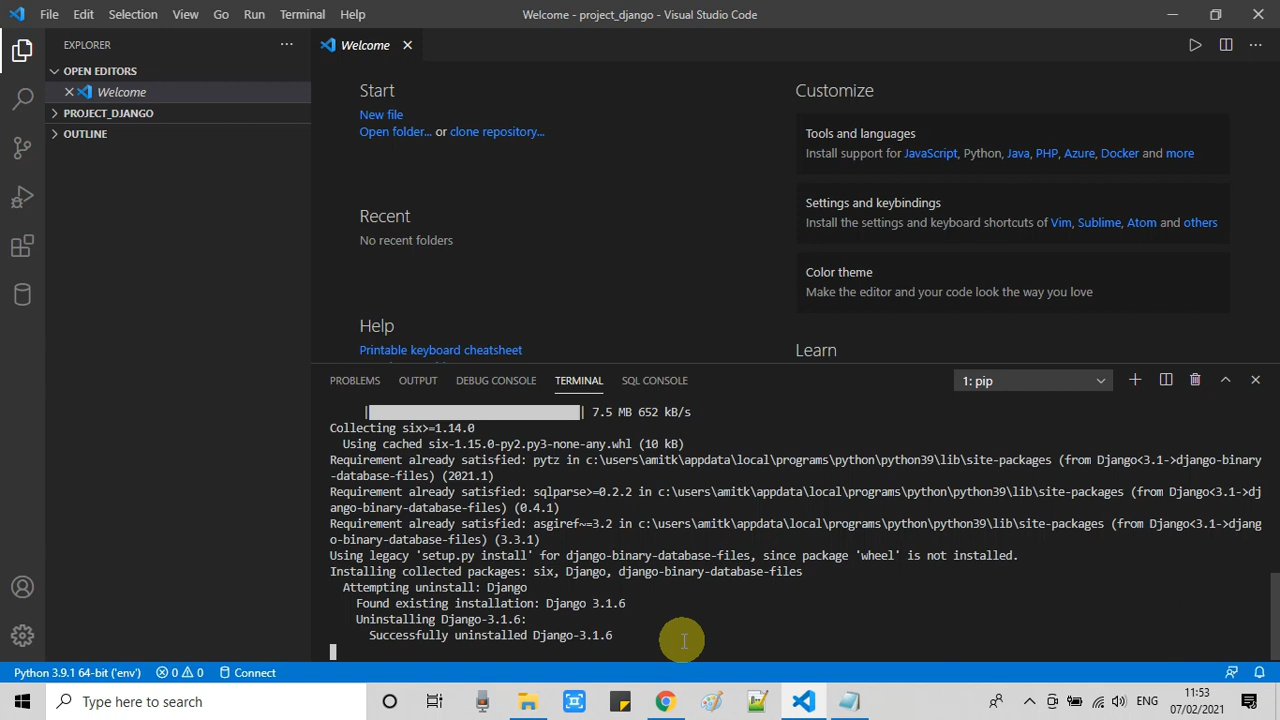 File Edit Selection View Go Run Terminal Help
Welcome - project_django - Visual Studio Code
EXPLORER
OPEN EDITORS
Welcome
PROJECT_DJANGO
OUTLINE
Welcome
Start
New file
Open folder... or clone repository...
Recent
No recent folders
Help
Printable keyboard cheatsheet
Customize
Tools and languages
Install support for JavaScript, Python, Java, PHP, Azure, Docker and more
Settings and keybindings
Install the settings and keyboard shortcuts of Vim, Sublime, Atom and others
Color theme
Make the editor and your code look the way you love
Learn
PROBLEMS OUTPUT DEBUG CONSOLE TERMINAL SQL CONSOLE
1: pip
| | 7.5 MB 652 kB/s
Collecting six>=1.14.0
Using cached six-1.15.0-py2.py3-none-any.whl (10 kB)
Requirement already satisfied: pytz in c:\users\amitk\appdata\local\programs\python\python39\lib\site-packages (from Django<3.1->django-binary
-database-files) (2021.1)
Requirement already satisfied: sqlparse>=0.2.2 in c:\users\amitk\appdata\local\programs\python\python39\lib\site-packages (from Django<3.1->dj
ango-binary-database-files) (0.4.1)
Requirement already satisfied: asgiref~=3.2 in c:\users\amitk\appdata\local\programs\python\python39\lib\site-packages (from Django<3.1->djang
o-binary-database-files) (3.3.1)
Using legacy 'setup.py install' for django-binary-database-files, since package 'wheel' is not installed.
Installing collected packages: six, Django, django-binary-database-files
Attempting uninstall: Django
Found existing installation: Django 3.1.6
Uninstalling Django-3.1.6:
Successfully uninstalled Django-3.1.6
Python 3.9.1 64-bit ('env') 0 0 Connect
Type here to search
ENG
11:53
07/02/2021